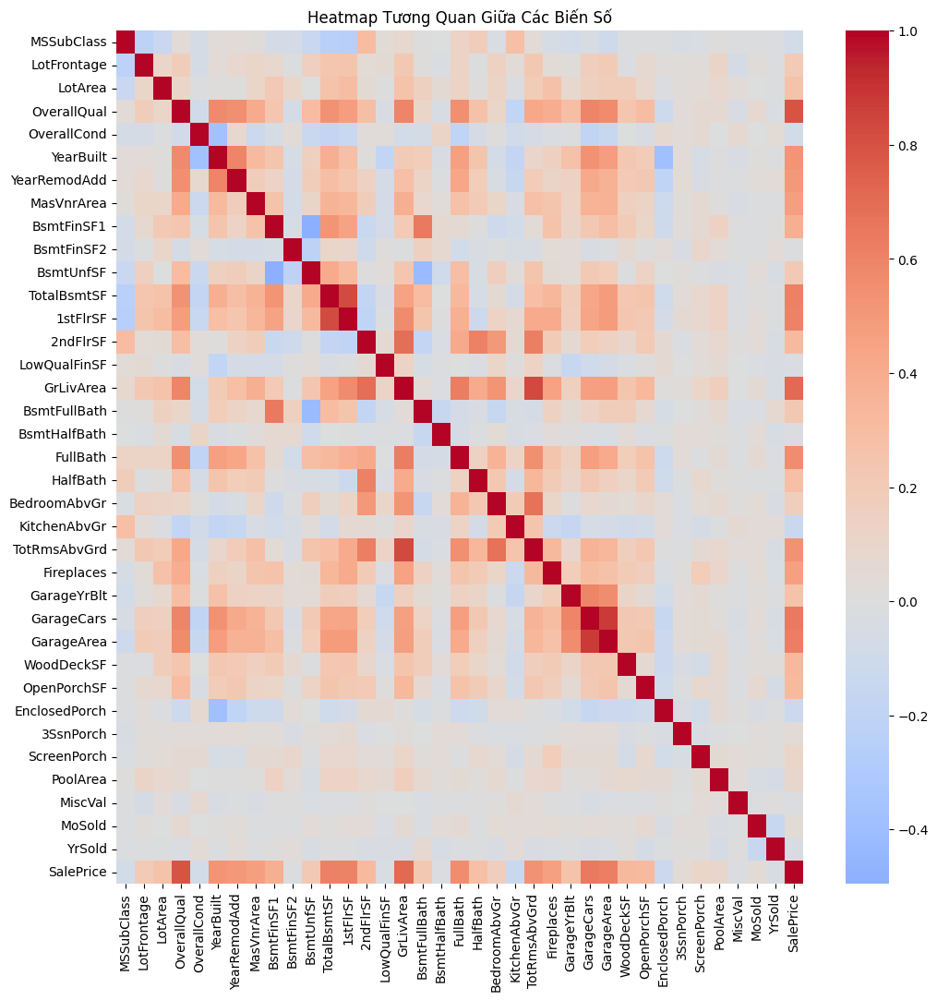 Heatmap Tương Quan Giữa Các Biến Số
MSSubClass
LotFrontage
LotArea
OverallQual
OverallCond
YearBuilt
YearRemodAdd
MasVnrArea
BsmtFinSF1
BsmtFinSF2
BsmtUnfSF
TotalBsmtSF
1stFlrSF
2ndFlrSF
LowQualFinSF
GrLivArea
BsmtFullBath
BsmtHalfBath
FullBath
HalfBath
BedroomAbvGr
KitchenAbvGr
TotRmsAbvGrd
Fireplaces
GarageYrBlt
GarageCars
GarageArea
WoodDeckSF
OpenPorchSF
EnclosedPorch
3SsnPorch
ScreenPorch
PoolArea
MiscVal
MoSold
YrSold
SalePrice
MSSubClass
LotFrontage
LotArea
OverallQual
OverallCond
YearBuilt
YearRemodAdd
MasVnrArea
BsmtFinSF1
BsmtFinSF2
BsmtUnfSF
TotalBsmtSF
1stFlrSF
2ndFlrSF
LowQualFinSF
GrLivArea
BsmtFullBath
BsmtHalfBath
FullBath
HalfBath
BedroomAbvGr
KitchenAbvGr
TotRmsAbvGrd
Fireplaces
GarageYrBlt
GarageCars
GarageArea
WoodDeckSF
OpenPorchSF
EnclosedPorch
3SsnPorch
ScreenPorch
PoolArea
MiscVal
MoSold
YrSold
SalePrice
1.0
0.8
0.6
0.4
0.2
0.0
−0.2
−0.4